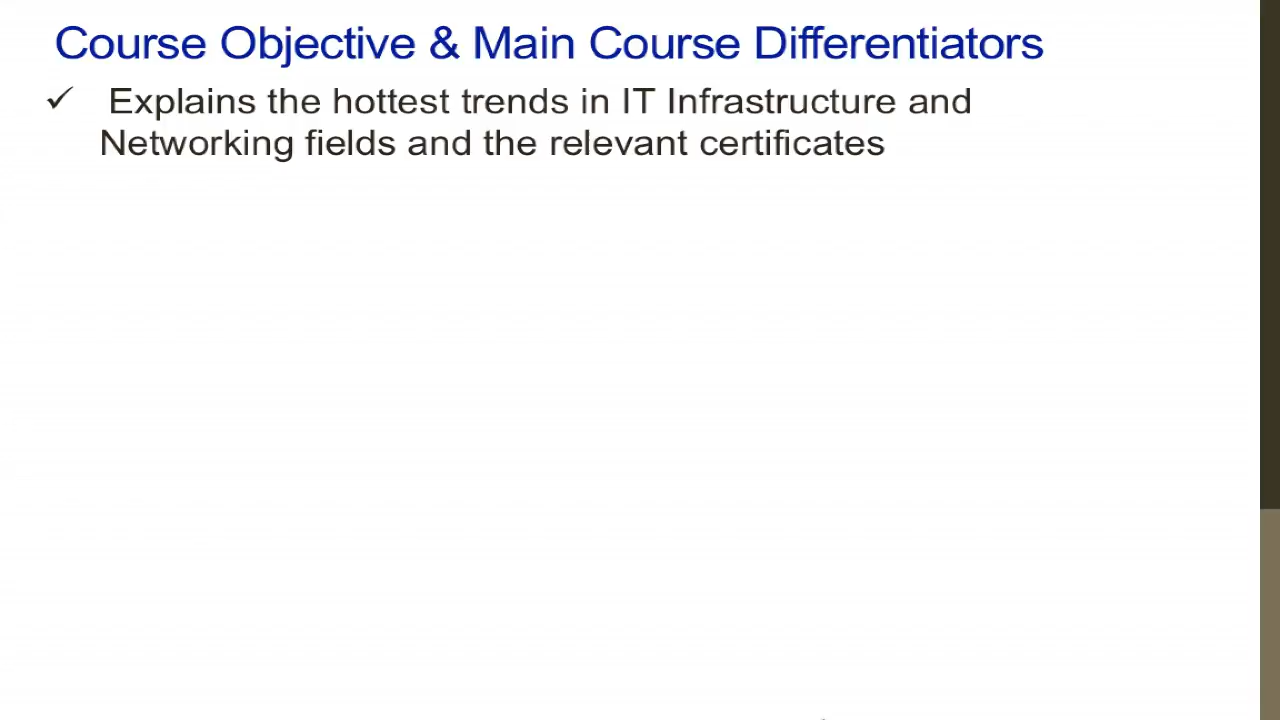 Course Objective & Main Course Differentiators
✓ Explains the hottest trends in IT Infrastructure and
Networking fields and the relevant certificates